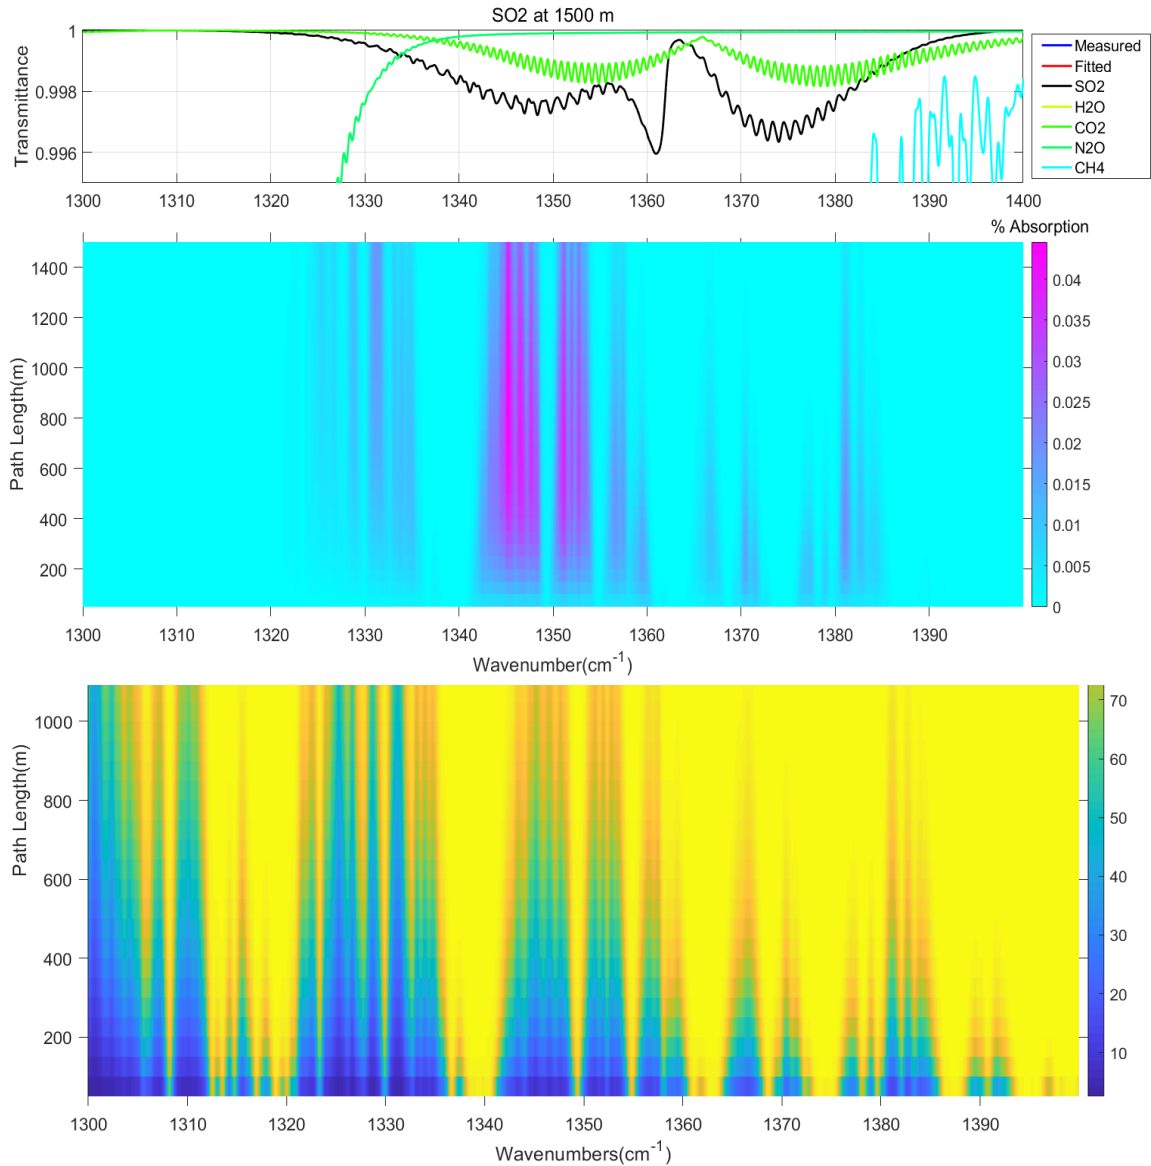 SO2 at 1500 m
Transmittance
1
0.998
0.996
1300 1310 1320 1330 1340 1350 1360 1370 1380 1390 1400
Measured
Fitted
SO2
H2O
CO2
N2O
CH4
% Absorption
Path Length(m)
1400
1200
1000
800
600
400
200
0.04
0.035
0.03
0.025
0.02
0.015
0.01
0.005
0
1300 1310 1320 1330 1340 1350 1360 1370 1380 1390
Wavenumber(cm⁻¹)
Path Length(m)
1000
800
600
400
200
70
60
50
40
30
20
10
1300 1310 1320 1330 1340 1350 1360 1370 1380 1390
Wavenumbers(cm⁻¹)